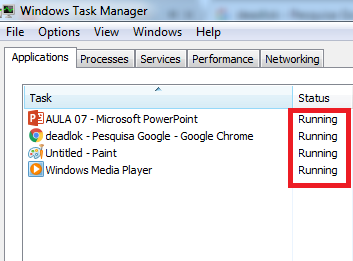 Windows Task Manager
File Options View Windows Help
Applications Processes Services Performance Networking
Task Status
AULA 07 - Microsoft PowerPoint Running
deadlok - Pesquisa Google - Google Chrome Running
Untitled - Paint Running
Windows Media Player Running